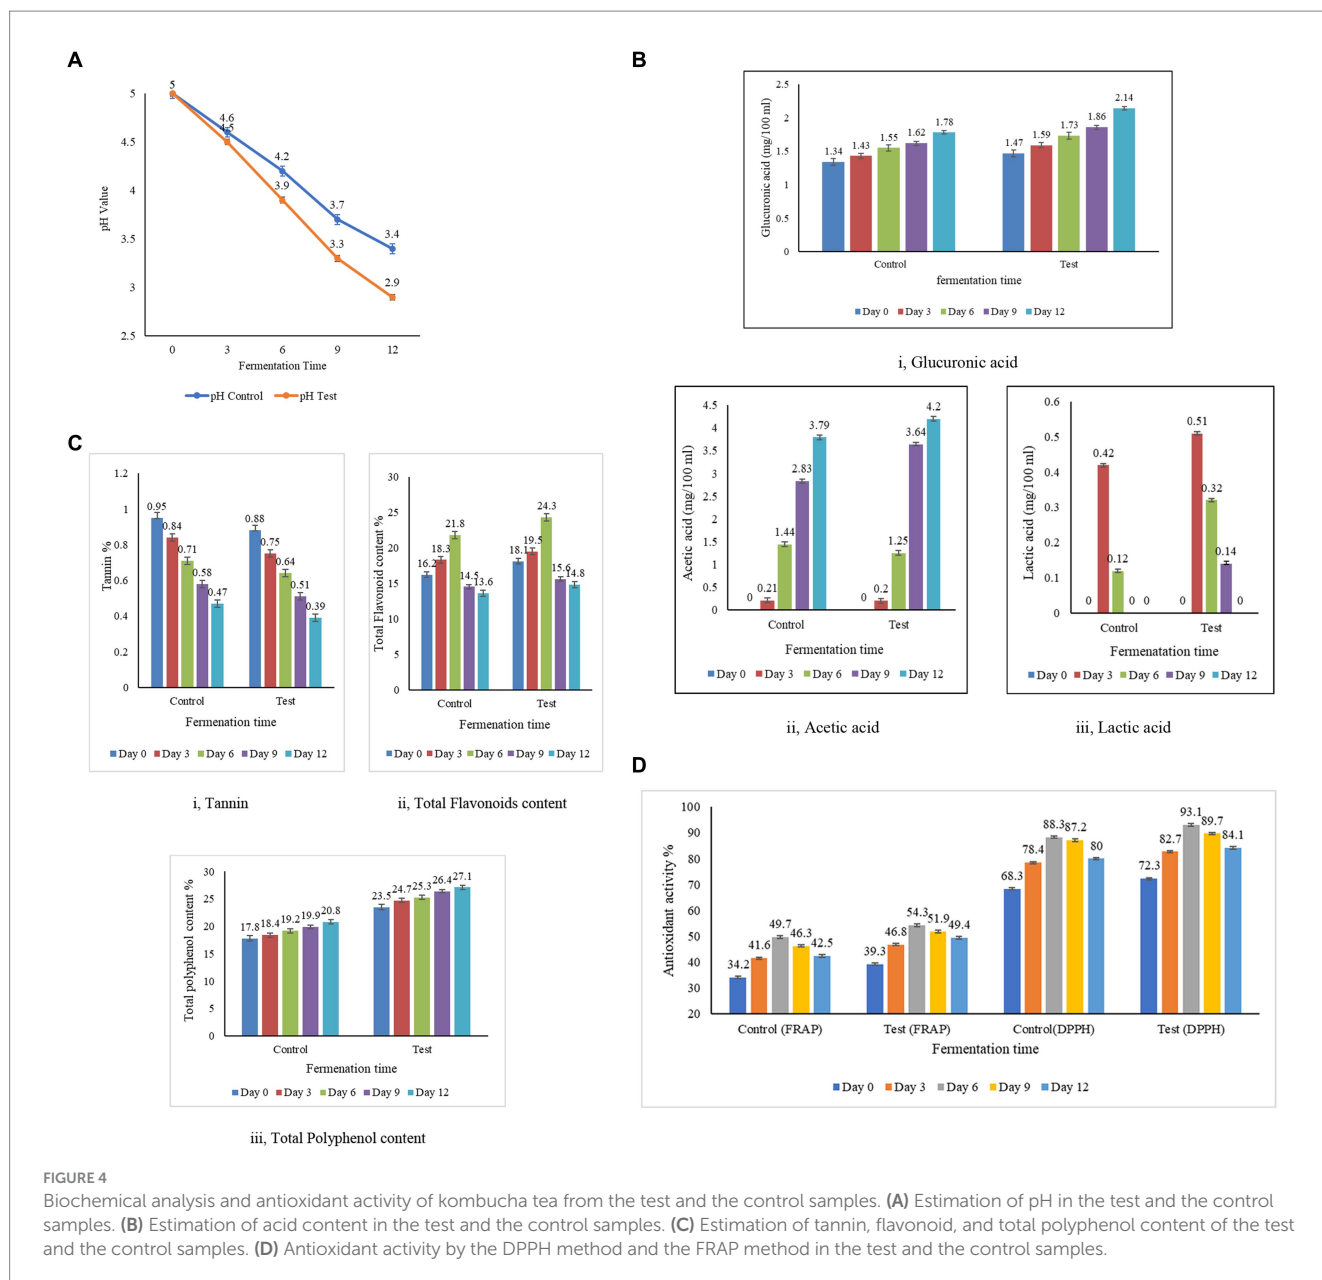 A
5
4.6
4.5
4.2
3.9
3.7
3.3
3.4
2.9
5
4.5
4
3.5
3
2.5
pH Value
0 3 6 9 12
Fermentation Time
pH Control pH Test
B
2.5
2
1.5
1
0.5
0
Glucuronic acid (mg/100 ml)
1.34 1.43 1.55 1.62 1.78
1.47 1.59 1.73 1.86 2.14
Control Test
fermentation time
Day 0 Day 3 Day 6 Day 9 Day 12
i, Glucuronic acid
4.5
4
3.5
3
2.5
2
1.5
1
0.5
0
Acetic acid (mg/100 ml)
0 0.21 1.44 2.83 3.79
0 0.2 1.25 3.64 4.2
Control Test
Fermentation time
Day 0 Day 3 Day 6 Day 9 Day 12
ii, Acetic acid
0.6
0.5
0.4
0.3
0.2
0.1
0
Lactic acid (mg/100 ml)
0 0.42 0.12 0 0
0 0.51 0.32 0.14 0
Control Test
Fermenatation time
Day 0 Day 3 Day 6 Day 9 Day 12
iii, Lactic acid
C
1.2
1
0.8
0.6
0.4
0.2
0
Tannin %
0.95 0.84 0.71 0.58 0.47
0.88 0.75 0.64 0.51 0.39
Control Test
Fermenation time
Day 0 Day 3 Day 6 Day 9 Day 12
i, Tannin
30
25
20
15
10
5
0
Total Flavonoid content %
16.2 18.3 21.8 14.5 13.6
18.1 19.5 24.3 15.6 14.8
Control Test
Fermentation time
Day 0 Day 3 Day 6 Day 9 Day 12
ii, Total Flavonoids content
30
25
20
15
10
5
0
Total polyphenol content %
17.8 18.4 19.2 19.9 20.8
23.5 24.7 25.3 26.4 27.1
Control Test
Fermentation time
Day 0 Day 3 Day 6 Day 9 Day 12
iii, Total Polyphenol content
D
100
90
80
70
60
50
40
30
20
Antioxidant activity %
34.2 41.6 49.7 46.3 42.5
39.3 46.8 54.3 51.9 49.4
68.3 78.4 88.3 87.2 80
72.3 82.7 93.1 89.7 84.1
Control (FRAP) Test (FRAP) Control(DPPH) Test (DPPH)
Fermentation time
Day 0 Day 3 Day 6 Day 9 Day 12
FIGURE 4
Biochemical analysis and antioxidant activity of kombucha tea from the test and the control samples. (A) Estimation of pH in the test and the control
samples. (B) Estimation of acid content in the test and the control samples. (C) Estimation of tannin, flavonoid, and total polyphenol content of the test
and the control samples. (D) Antioxidant activity by the DPPH method and the FRAP method in the test and the control samples.